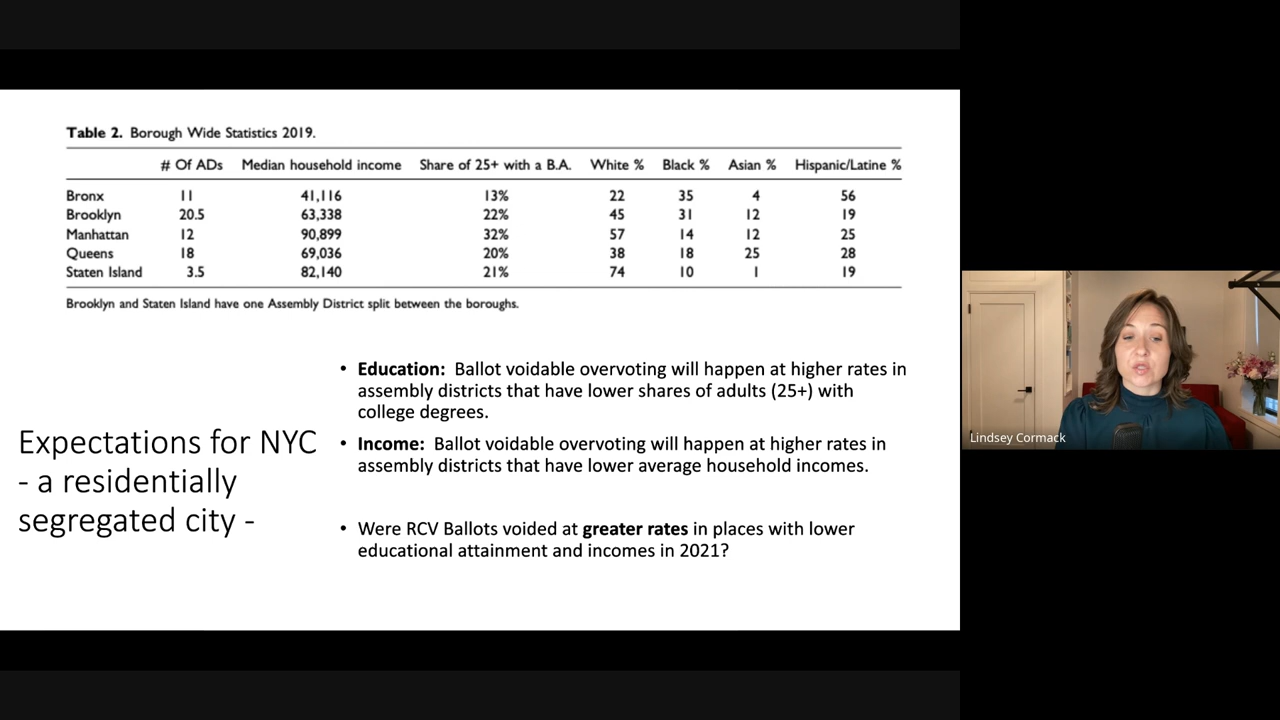 Table 2. Borough Wide Statistics 2019.
# Of ADs Median household income Share of 25+ with a B.A. White % Black % Asian % Hispanic/Latine %
Bronx 11 41,116 13% 22 35 4 56
Brooklyn 20.5 63,338 22% 45 31 12 19
Manhattan 12 90,899 32% 57 14 12 25
Queens 18 69,036 20% 38 18 25 28
Staten Island 3.5 82,140 21% 74 10 1 19
Brooklyn and Staten Island have one Assembly District split between the boroughs.
Expectations for NYC
- a residentially
segregated city -
• Education: Ballot voidable overvoting will happen at higher rates in
assembly districts that have lower shares of adults (25+) with
college degrees.
• Income: Ballot voidable overvoting will happen at higher rates in
assembly districts that have lower average household incomes.
• Were RCV Ballots voided at greater rates in places with lower
educational attainment and incomes in 2021?
Lindsey Cormack